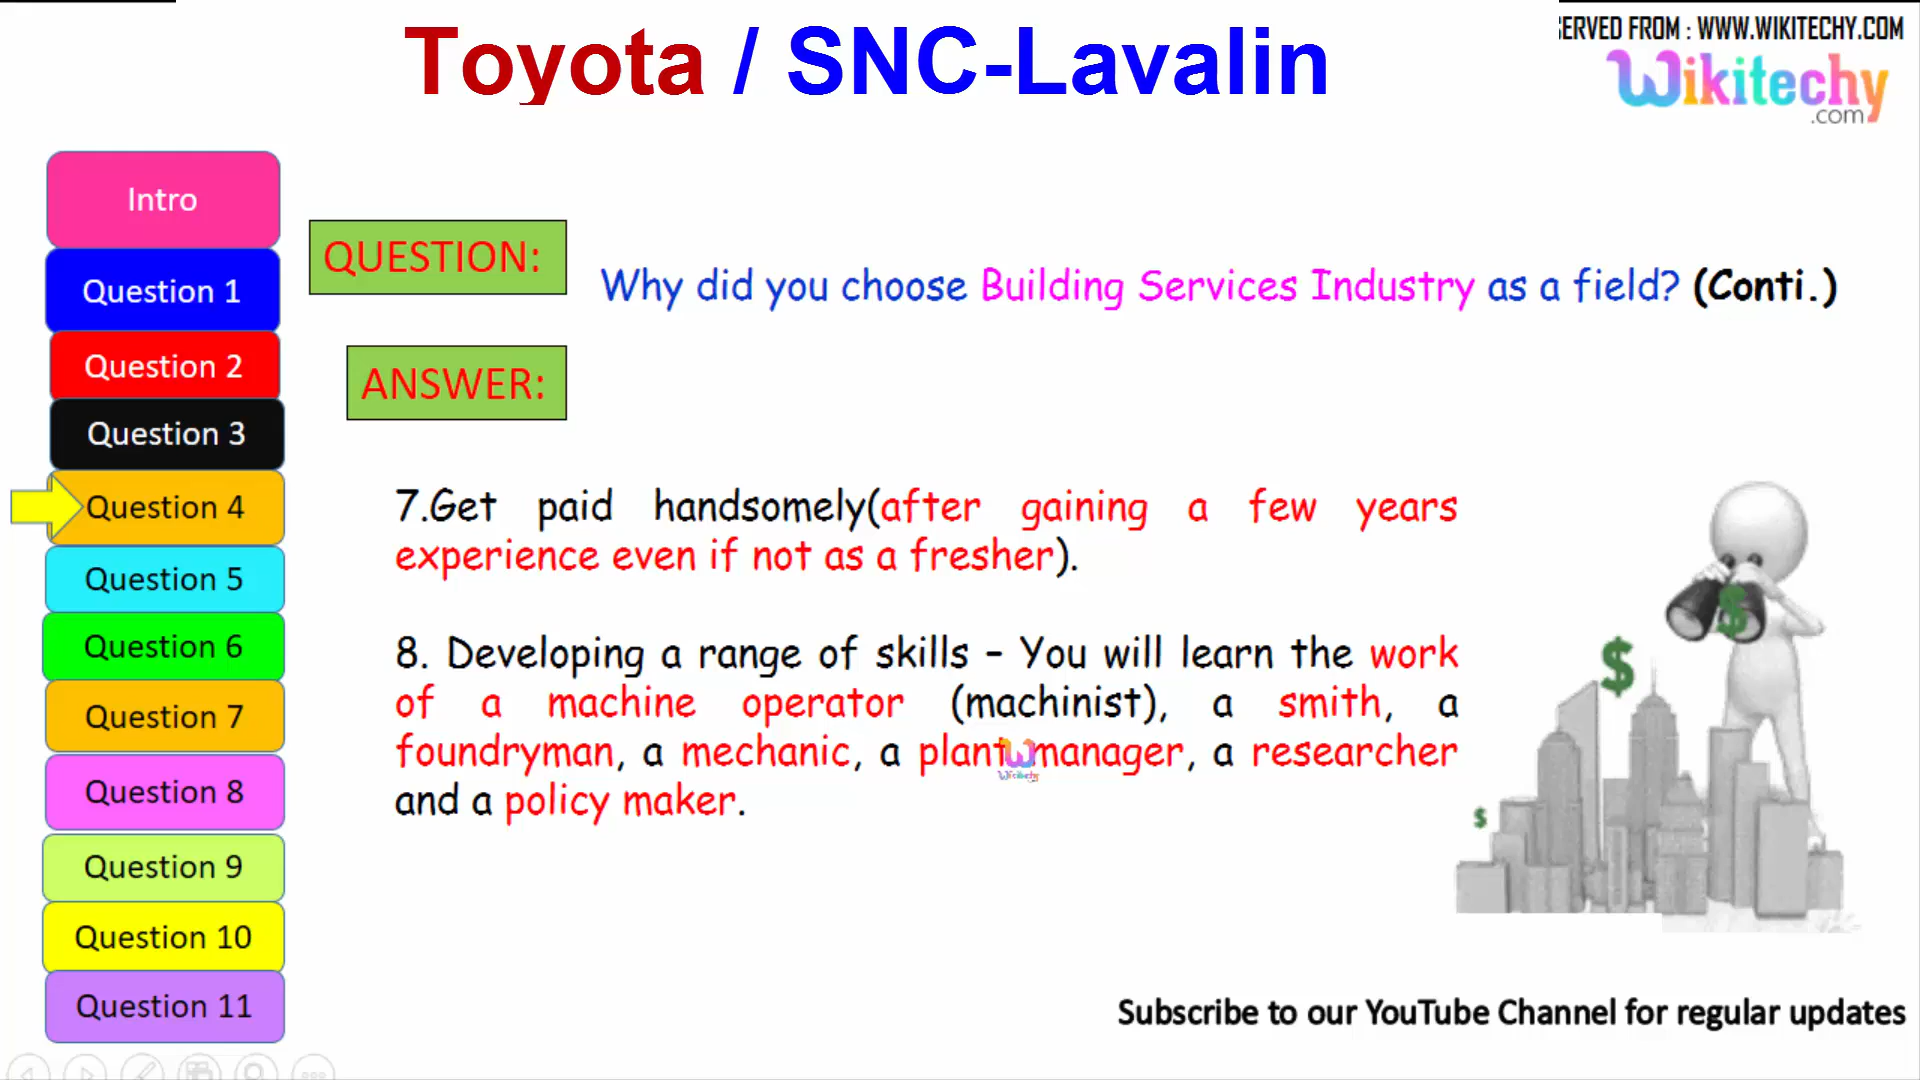 Toyota / SNC-Lavalin
ERVED FROM : WWW.WIKITECHY.COM
Wikitechy
.com
Intro
Question 1
Question 2
Question 3
Question 4
Question 5
Question 6
Question 7
Question 8
Question 9
Question 10
Question 11
QUESTION:
Why did you choose Building Services Industry as a field? (Conti.)
ANSWER:
7.Get paid handsomely(after gaining a few years
experience even if not as a fresher).
8. Developing a range of skills – You will learn the work
of a machine operator (machinist), a smith, a
foundryman, a mechanic, a plant manager, a researcher
and a policy maker.
W
Wikitechy
$
$
$
Subscribe to our YouTube Channel for regular updates